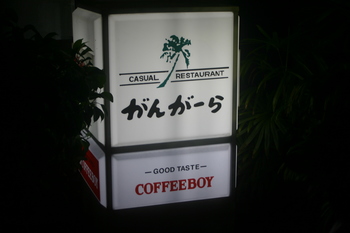 CASUAL RESTAURANT
がんがーら
GOOD TASTE
COFFEEBOY